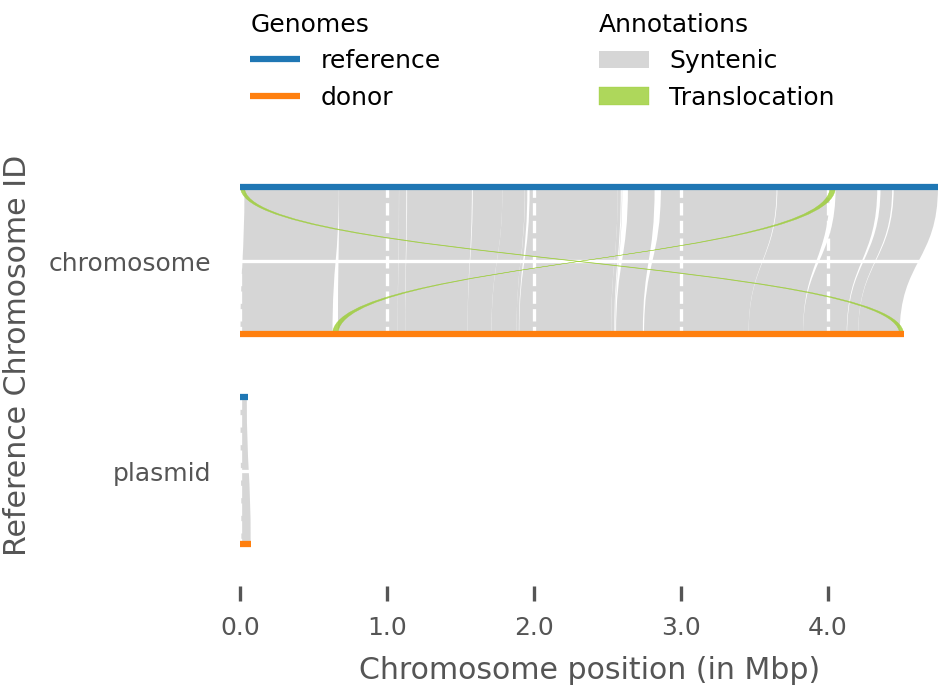 Genomes
reference
donor
Annotations
Syntenic
Translocation
Reference Chromosome ID
chromosome
plasmid
0.0 1.0 2.0 3.0 4.0
Chromosome position (in Mbp)